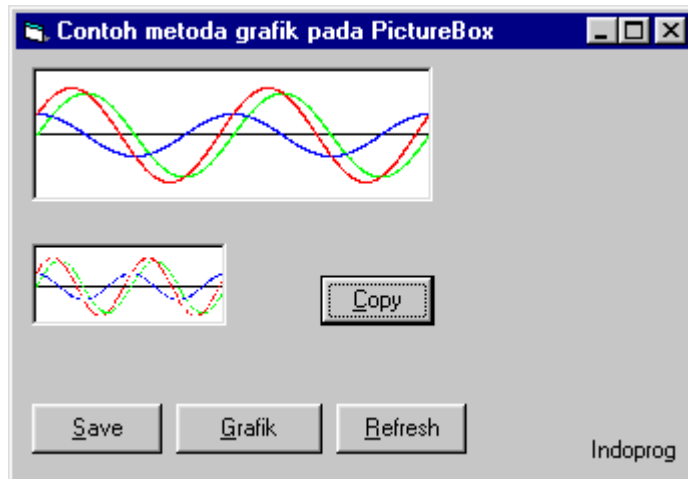 Contoh metoda grafik pada PictureBox
Copy
Save
Grafik
Refresh
Indoprog